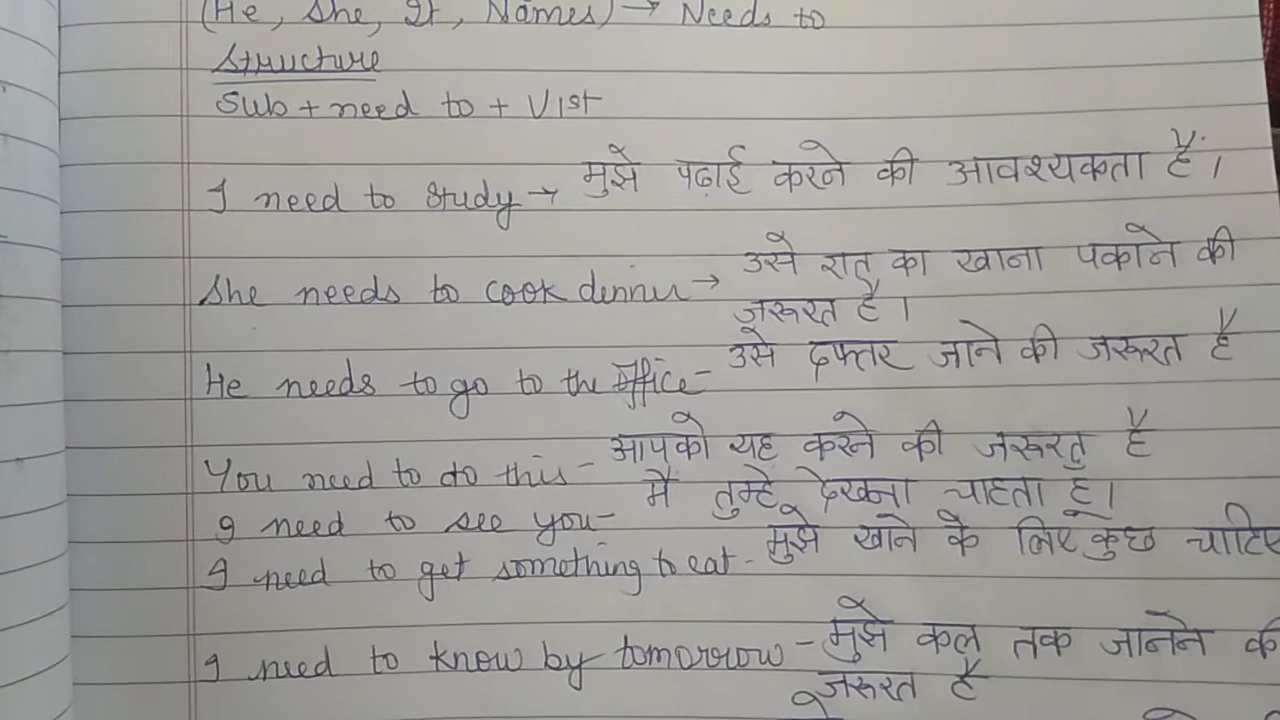 (He, She, It, Names) → Needs to
Structure
Sub + need to + V1st
I need to study → मुझे पढ़ाई करने की आवश्यकता हैं।
She needs to cook dinner → उसे रात का खाना पकाने की
जरूरत है।
He needs to go to the office - उसे दफ्तर जाने की जरूरत है
You need to do this - आपको यह करने की जरूरत है
I need to see you - मैं तुम्हे देखना चाहता हू।
I need to get something to eat - मुझे खाने के लिए कुछ चाहिए
I need to know by tomorrow - मुझे कल तक जानने की
जरूरत है